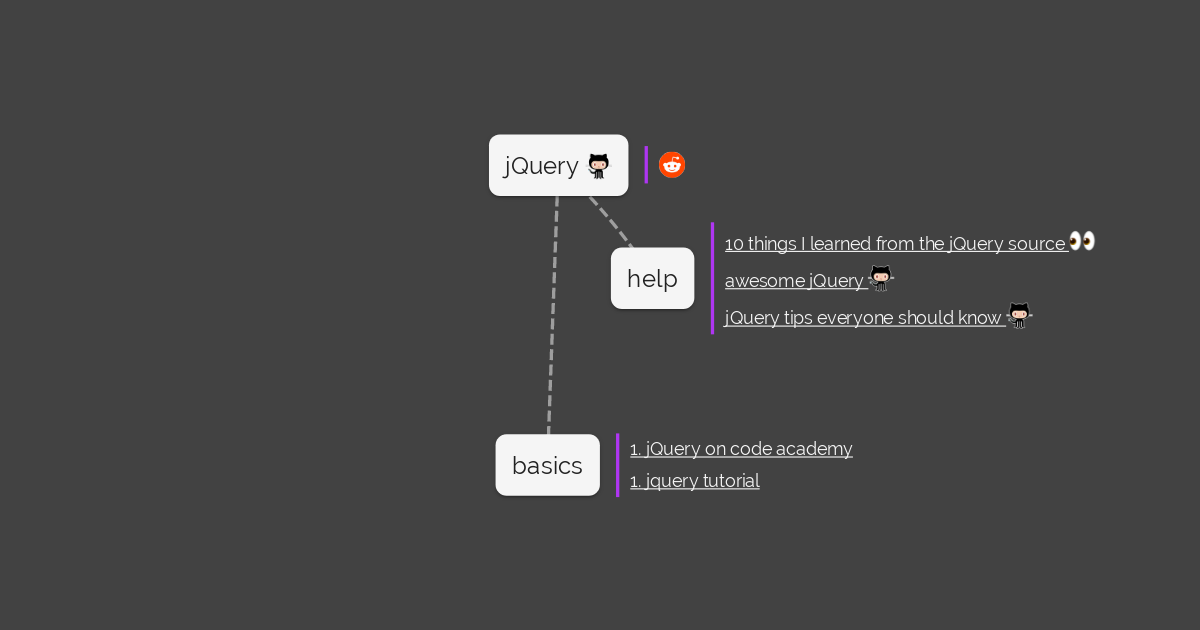 jQuery
10 things I learned from the jQuery source
help
awesome jQuery
jQuery tips everyone should know
basics
1. jQuery on code academy
1. jquery tutorial